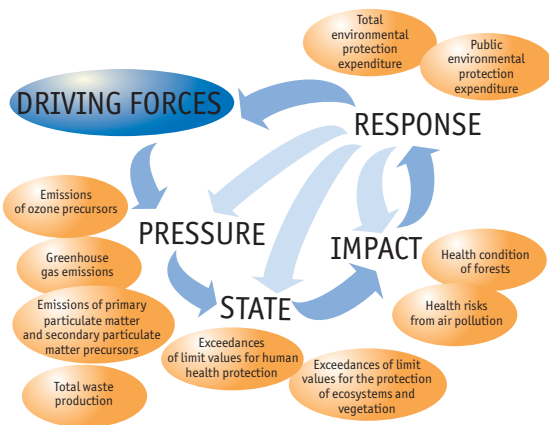 Total
environmental
protection
expenditure
Public
environmental
protection
expenditure
DRIVING FORCES
RESPONSE
Emissions
of ozone precursors
PRESSURE
IMPACT
Greenhouse
gas emissions
Health condition
of forests
Emissions of primary
particulate matter
and secondary particulate
matter precursors
STATE
Health risks
from air pollution
Exceedances
of limit values for human
health protection
Exceedances of limit
values for the protection
of ecosystems and
vegetation
Total waste
production